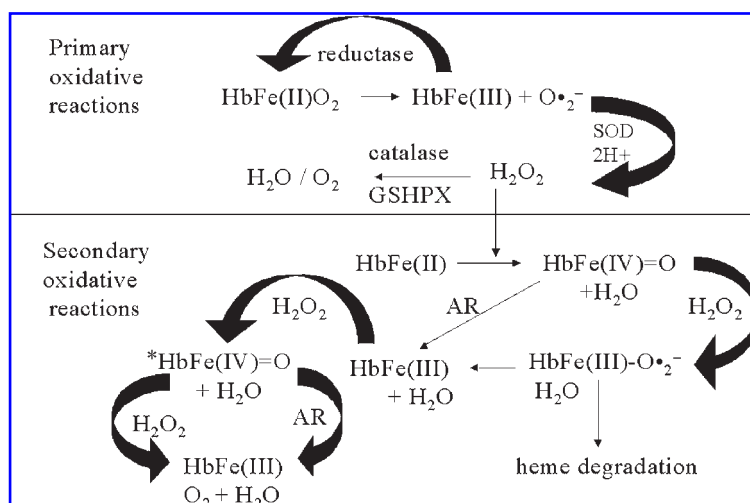 Primary
oxidative
reactions
reductase
HbFe(II)O₂ → HbFe(III) + O•₂⁻
SOD
2H+
catalase
H₂O / O₂ ← H₂O₂
GSHPX
Secondary
oxidative
reactions
HbFe(II) → HbFe(IV)=O
+H₂O
H₂O₂
AR
H₂O₂
*HbFe(IV)=O
+ H₂O
HbFe(III)
+ H₂O
HbFe(III)-O•₂⁻
H₂O
H₂O₂
AR
HbFe(III)
O₂ + H₂O
heme degradation